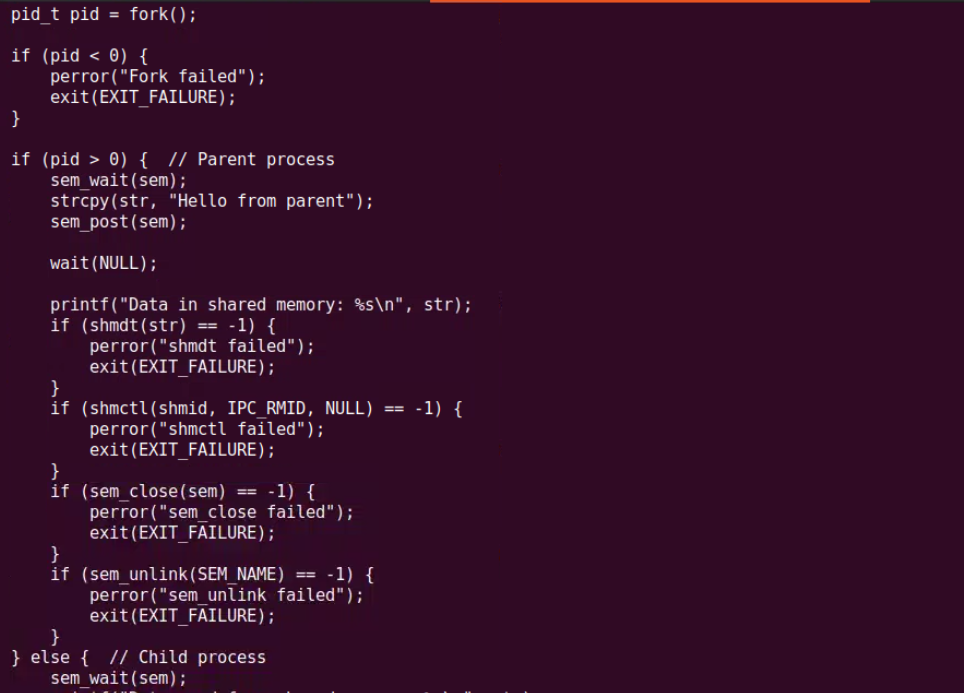 pid_t pid = fork();
if (pid < 0) {
perror("Fork failed");
exit(EXIT_FAILURE);
}
if (pid > 0) {  // Parent process
sem_wait(sem);
strcpy(str, "Hello from parent");
sem_post(sem);
wait(NULL);
printf("Data in shared memory: %s\n", str);
if (shmdt(str) == -1) {
perror("shmdt failed");
exit(EXIT_FAILURE);
}
if (shmctl(shmid, IPC_RMID, NULL) == -1) {
perror("shmctl failed");
exit(EXIT_FAILURE);
}
if (sem_close(sem) == -1) {
perror("sem_close failed");
exit(EXIT_FAILURE);
}
if (sem_unlink(SEM_NAME) == -1) {
perror("sem_unlink failed");
exit(EXIT_FAILURE);
}
} else {  // Child process
sem_wait(sem);